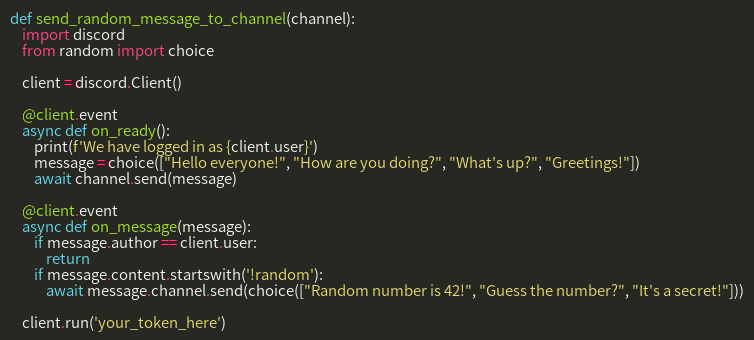 def send_random_message_to_channel(channel):
import discord
from random import choice
client = discord.Client()
@client.event
async def on_ready():
print(f'We have logged in as {client.user}')
message = choice(["Hello everyone!", "How are you doing?", "What's up?", "Greetings!"])
await channel.send(message)
@client.event
async def on_message(message):
if message.author == client.user:
return
if message.content.startswith('!random'):
await message.channel.send(choice(["Random number is 42!", "Guess the number?", "It's a secret!"]))
client.run('your_token_here')